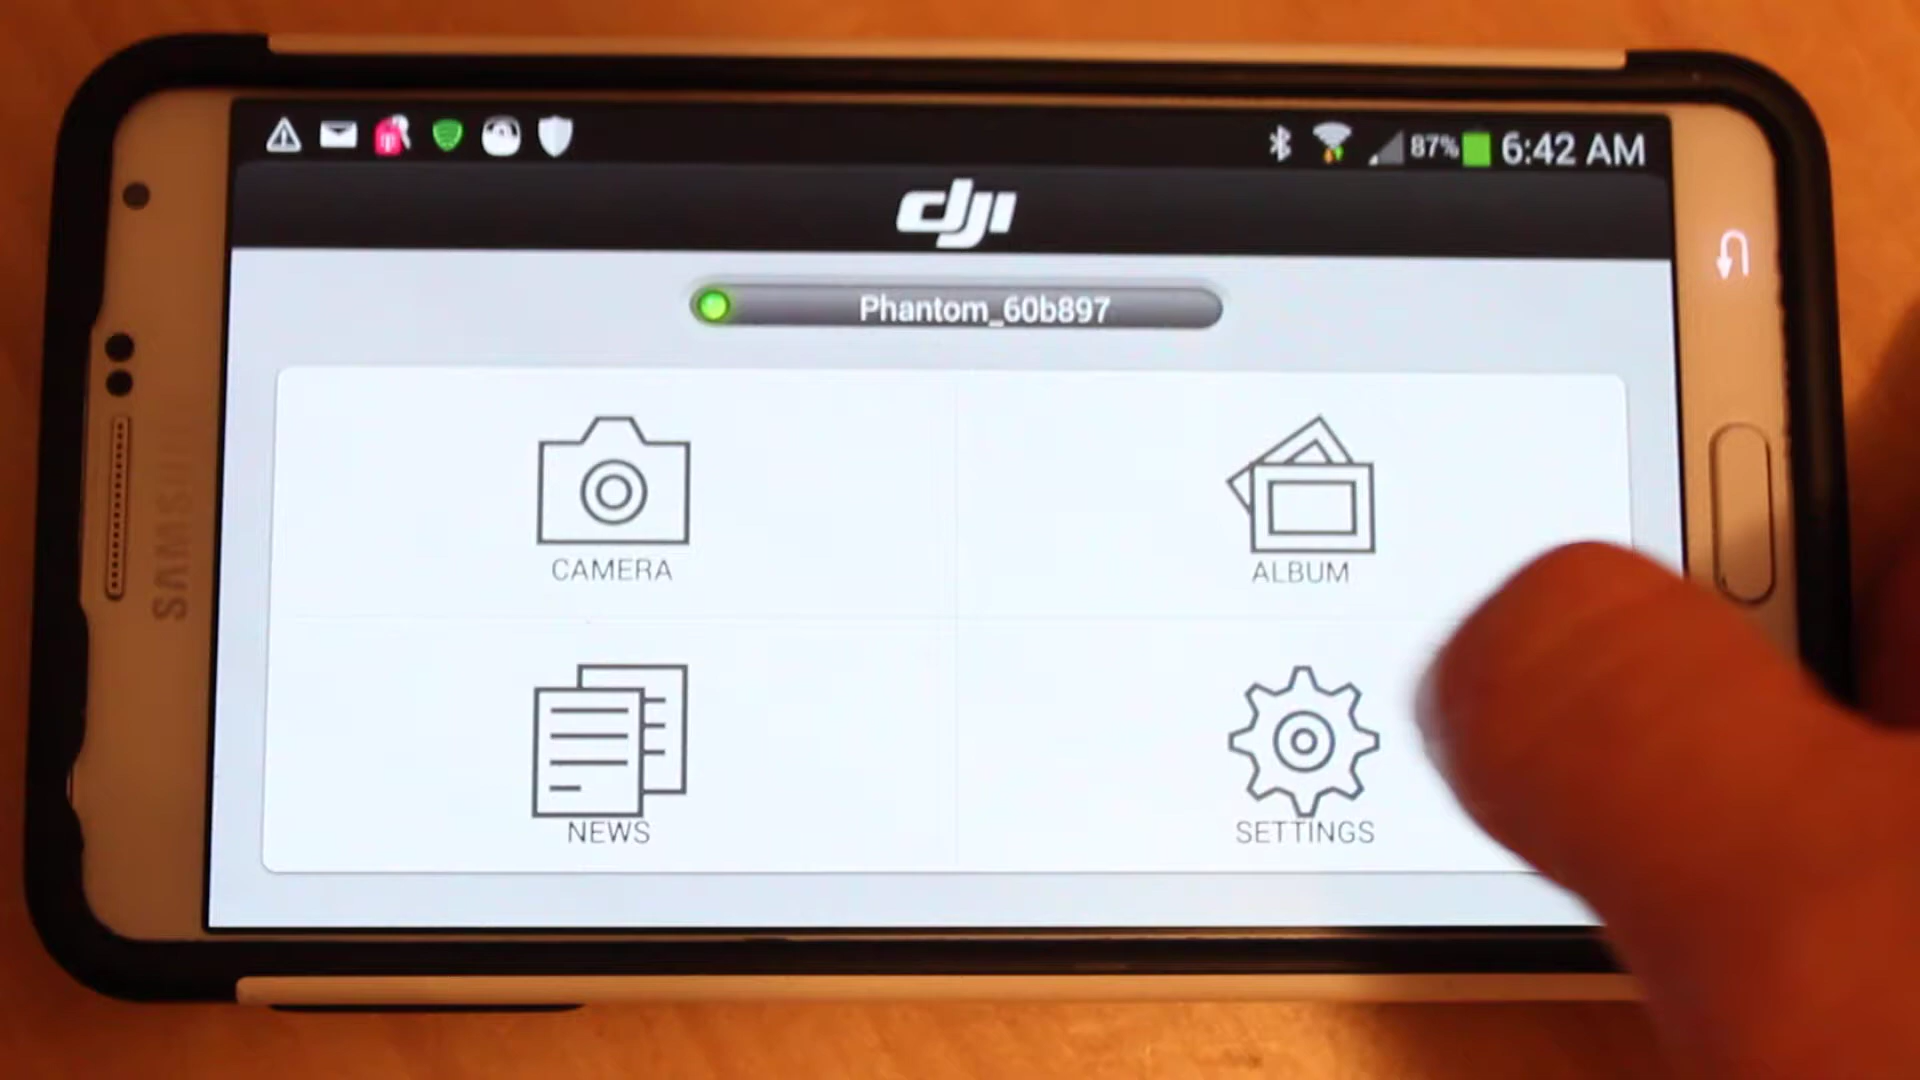 87% 6:42 AM
dji
Phantom_60b897
CAMERA
ALBUM
NEWS
SETTINGS
SAMSUNG